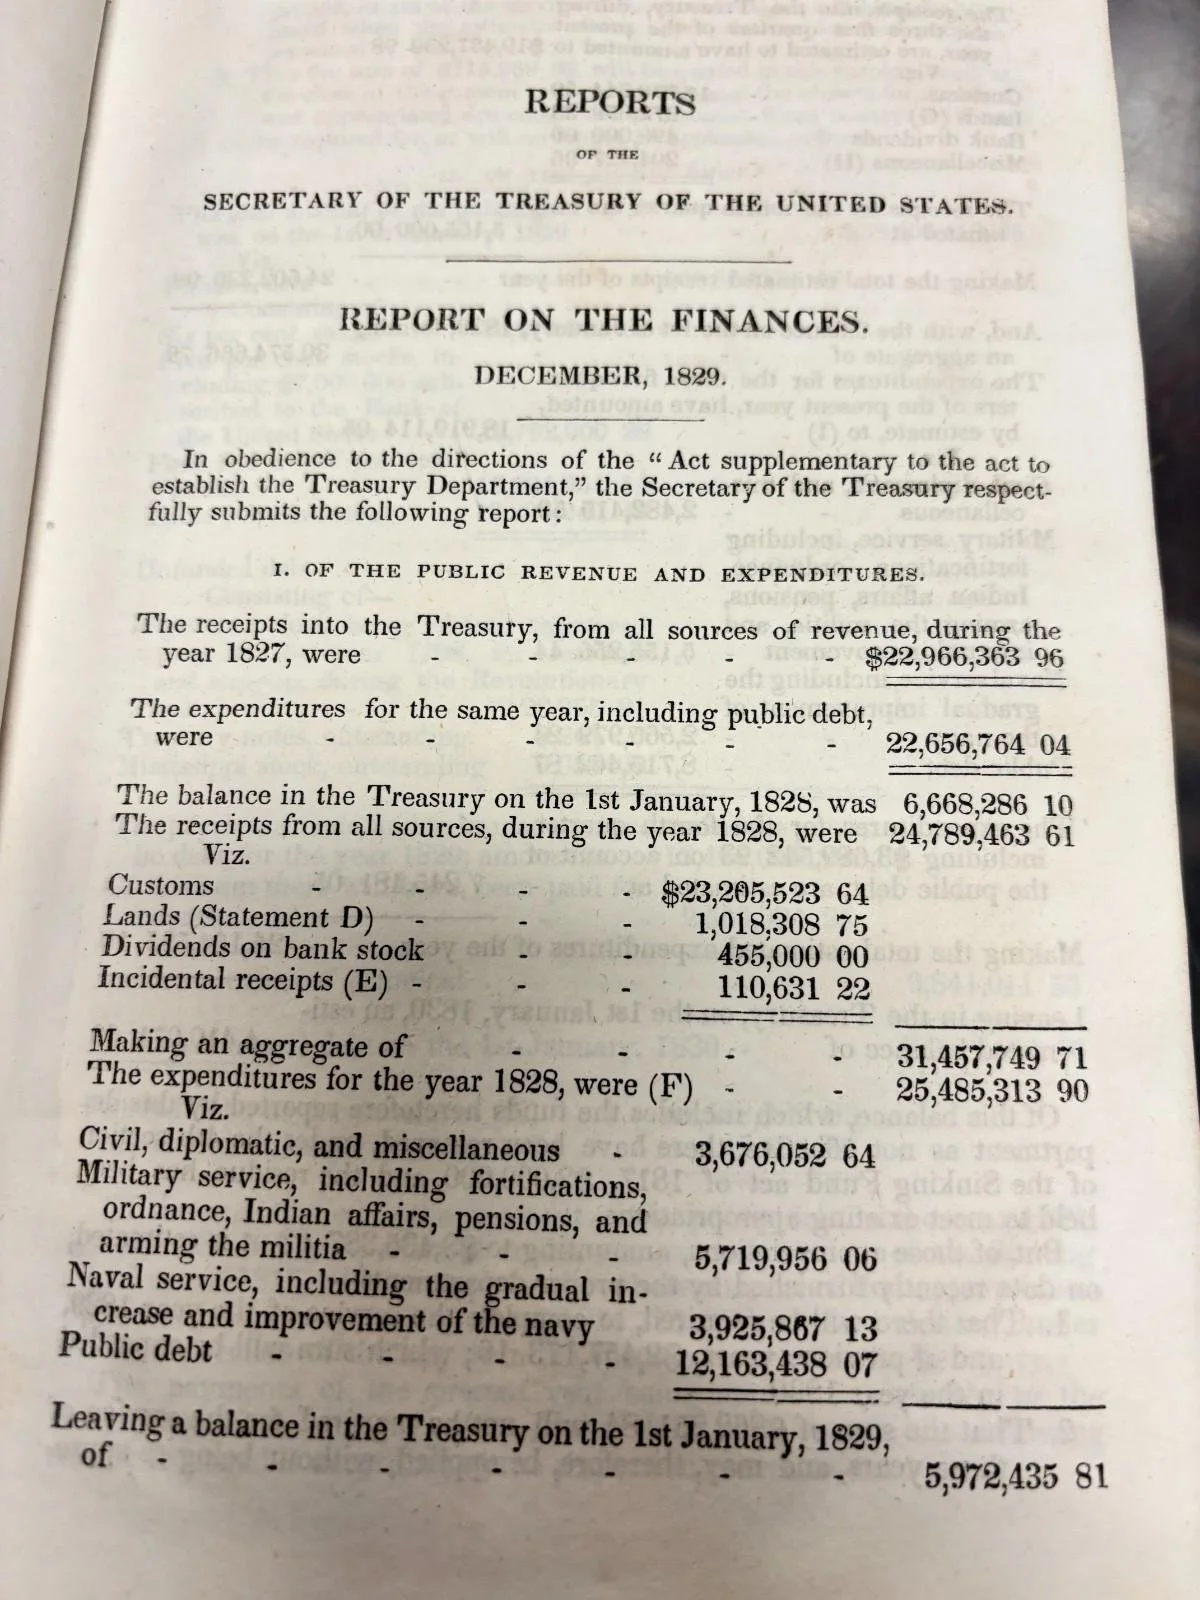 REPORTS
OF THE
SECRETARY OF THE TREASURY OF THE UNITED STATES.
REPORT ON THE FINANCES.
DECEMBER, 1829.
In obedience to the directions of the “Act supplementary to the act to
establish the Treasury Department,” the Secretary of the Treasury respect-
fully submits the following report:
I. OF THE PUBLIC REVENUE AND EXPENDITURES.
The receipts into the Treasury, from all sources of revenue, during the
year 1827, were - - - - - $22,966,363 96
The expenditures for the same year, including public debt,
were - - - - - - 22,656,764 04
The balance in the Treasury on the 1st January, 1828, was 6,668,286 10
The receipts from all sources, during the year 1828, were 24,789,463 61
Viz.
Customs - - - - $23,205,523 64
Lands (Statement D) - - - 1,018,308 75
Dividends on bank stock - - 455,000 00
Incidental receipts (E) - - - 110,631 22
Making an aggregate of - - - - 31,457,749 71
The expenditures for the year 1828, were (F) - - 25,485,313 90
Viz.
Civil, diplomatic, and miscellaneous - 3,676,052 64
Military service, including fortifications,
ordnance, Indian affairs, pensions, and
arming the militia - - - 5,719,956 06
Naval service, including the gradual in-
crease and improvement of the navy 3,925,867 13
Public debt - - - - 12,163,438 07
Leaving a balance in the Treasury on the 1st January, 1829,
of - - - - - - - 5,972,435 81